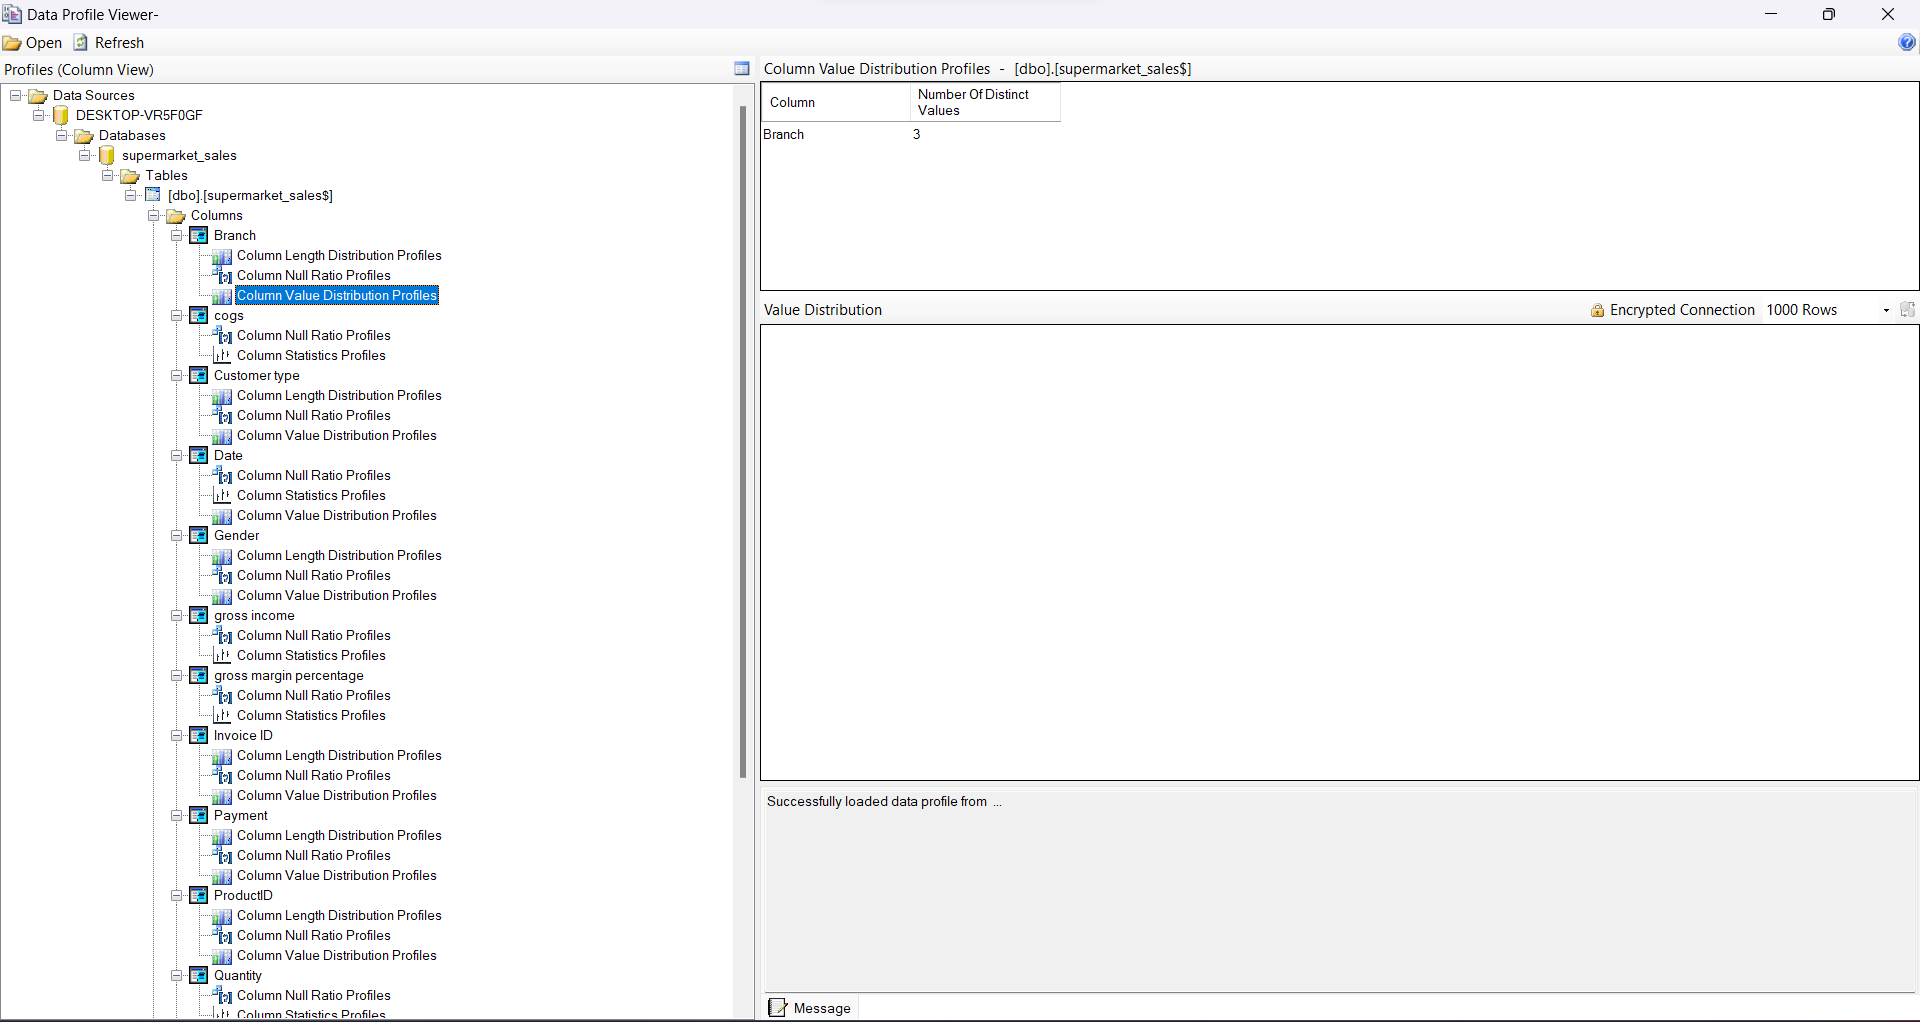 Data Profile Viewer-
Open Refresh
Profiles (Column View)
Data Sources
DESKTOP-VR5F0GF
Databases
supermarket_sales
Tables
[dbo].[supermarket_sales$]
Columns
Branch
Column Length Distribution Profiles
Column Null Ratio Profiles
Column Value Distribution Profiles
cogs
Column Null Ratio Profiles
Column Statistics Profiles
Customer type
Column Length Distribution Profiles
Column Null Ratio Profiles
Column Value Distribution Profiles
Date
Column Null Ratio Profiles
Column Statistics Profiles
Column Value Distribution Profiles
Gender
Column Length Distribution Profiles
Column Null Ratio Profiles
Column Value Distribution Profiles
gross income
Column Null Ratio Profiles
Column Statistics Profiles
gross margin percentage
Column Null Ratio Profiles
Column Statistics Profiles
Invoice ID
Column Length Distribution Profiles
Column Null Ratio Profiles
Column Value Distribution Profiles
Payment
Column Length Distribution Profiles
Column Null Ratio Profiles
Column Value Distribution Profiles
ProductID
Column Length Distribution Profiles
Column Null Ratio Profiles
Column Value Distribution Profiles
Quantity
Column Null Ratio Profiles
Column Statistics Profiles
Column Value Distribution Profiles - [dbo].[supermarket_sales$]
Column
Number Of Distinct
Values
Branch 3
Value Distribution Encrypted Connection 1000 Rows
Successfully loaded data profile from ...
Message